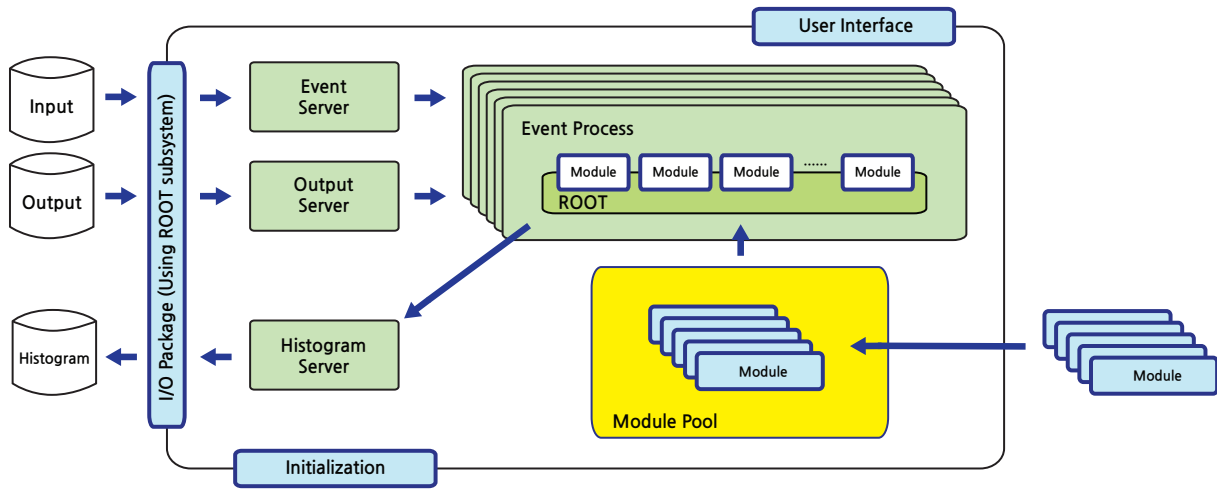 User Interface
Input
Output
Histogram
I/O Package (Using ROOT subsystem)
Event
Server
Output
Server
Histogram
Server
Event Process
Module
Module
Module
......
Module
ROOT
Module
Module Pool
Module
Initialization